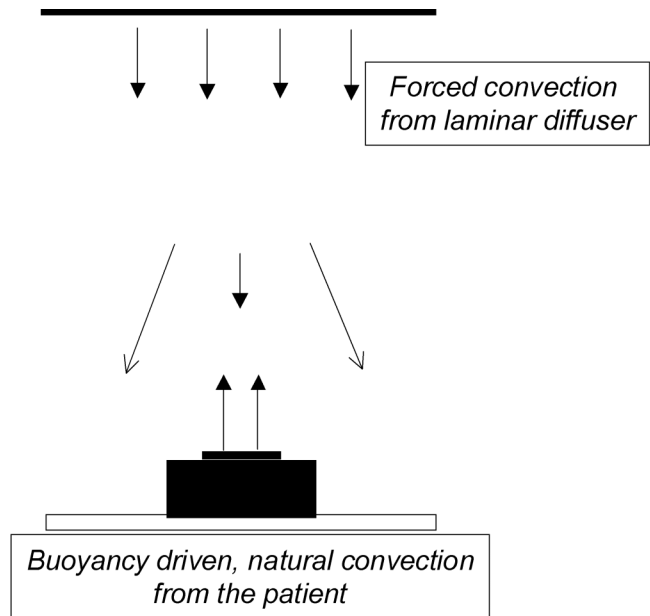 Forced convection
from laminar diffuser
Buoyancy driven, natural convection
from the patient